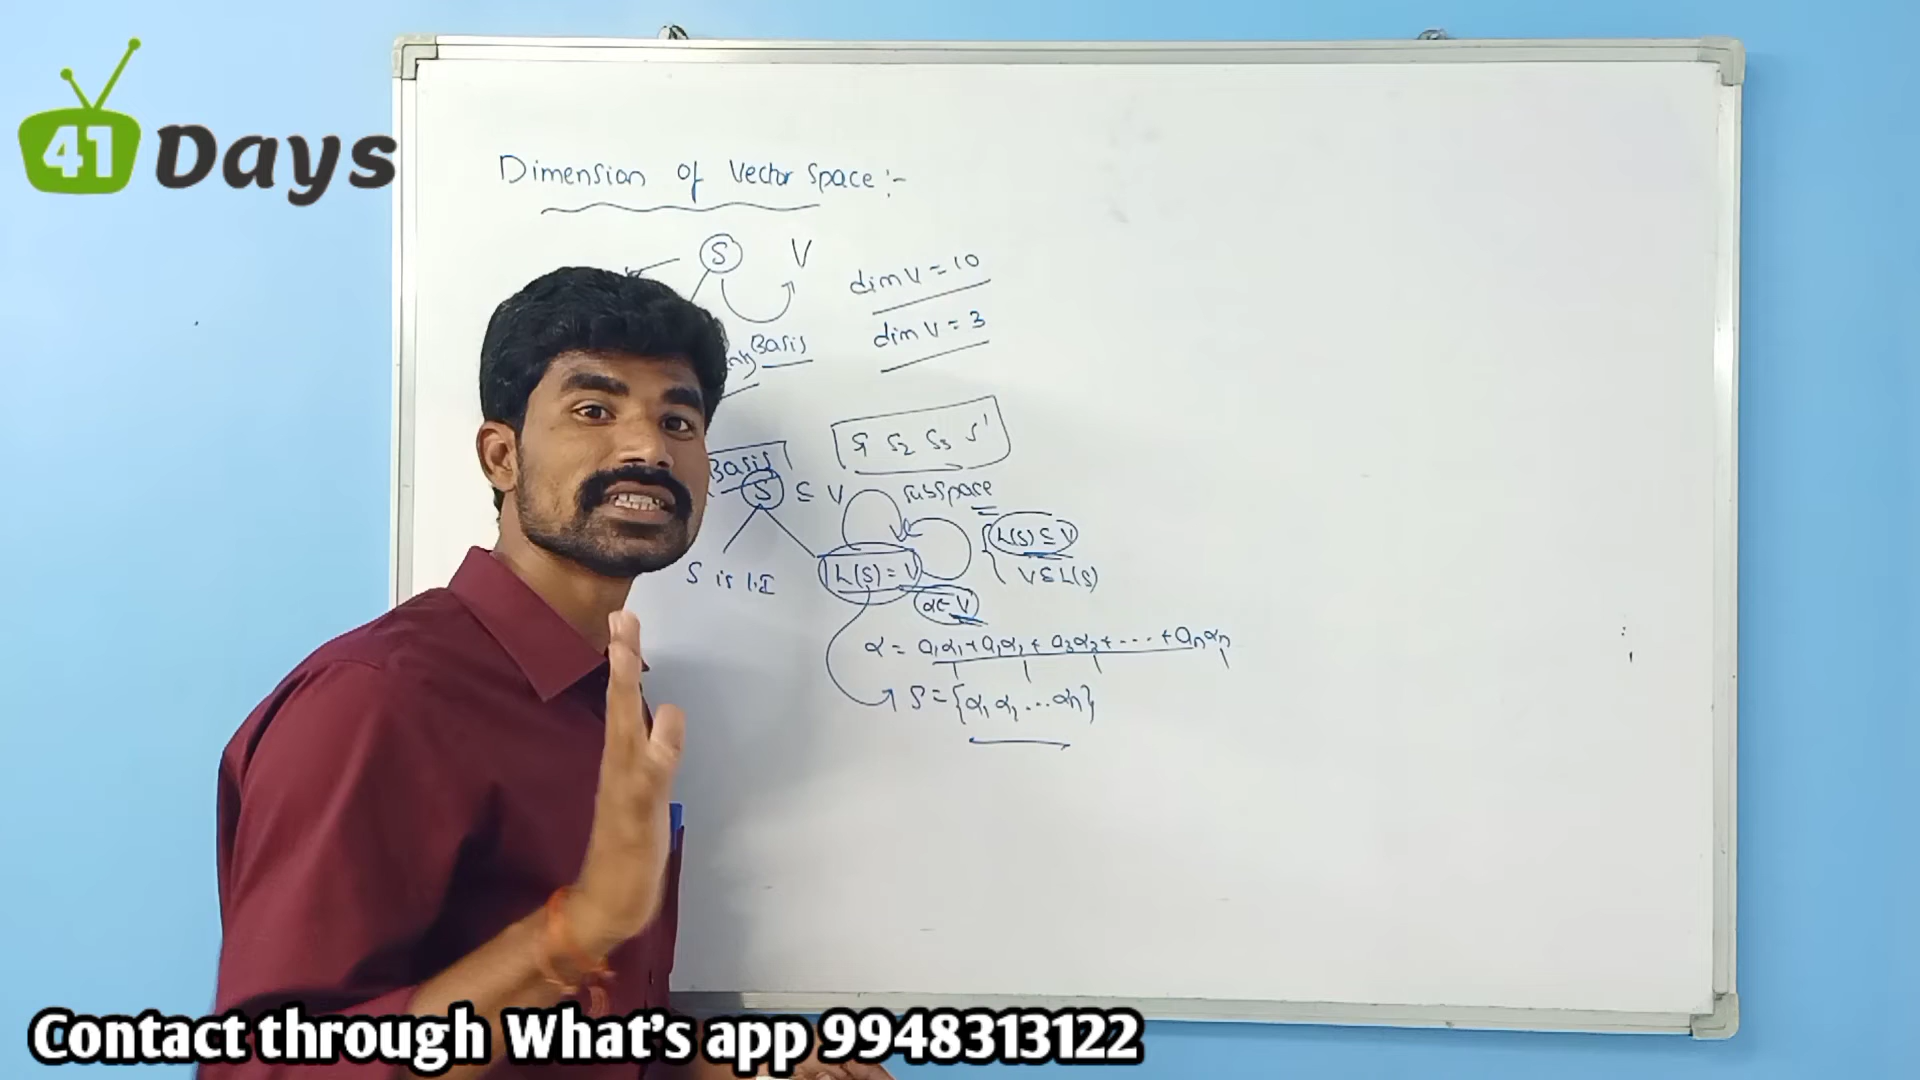 41 Days
Dimension of Vector Space :-
S V
dim V = 10
dim V = 3
Basis
S1 S2 S3 S'
Basis
S ⊆ V
subspace
L(S) ⊆ V
V ⊆ L(S)
S is L.I
L(S) = V
α ∈ V
α = a1α1 + a1α2 + a3α3 + ... + anαn
S = {α1 α2 ... αn}
Contact through What's app 9948313122